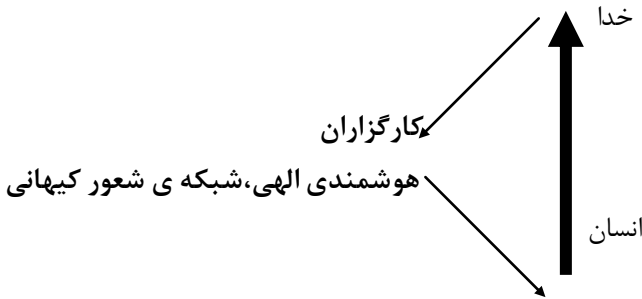 خدا
کارگزاران
هوشمندی الهی،شبکه ی شعور کیهانی
انسان